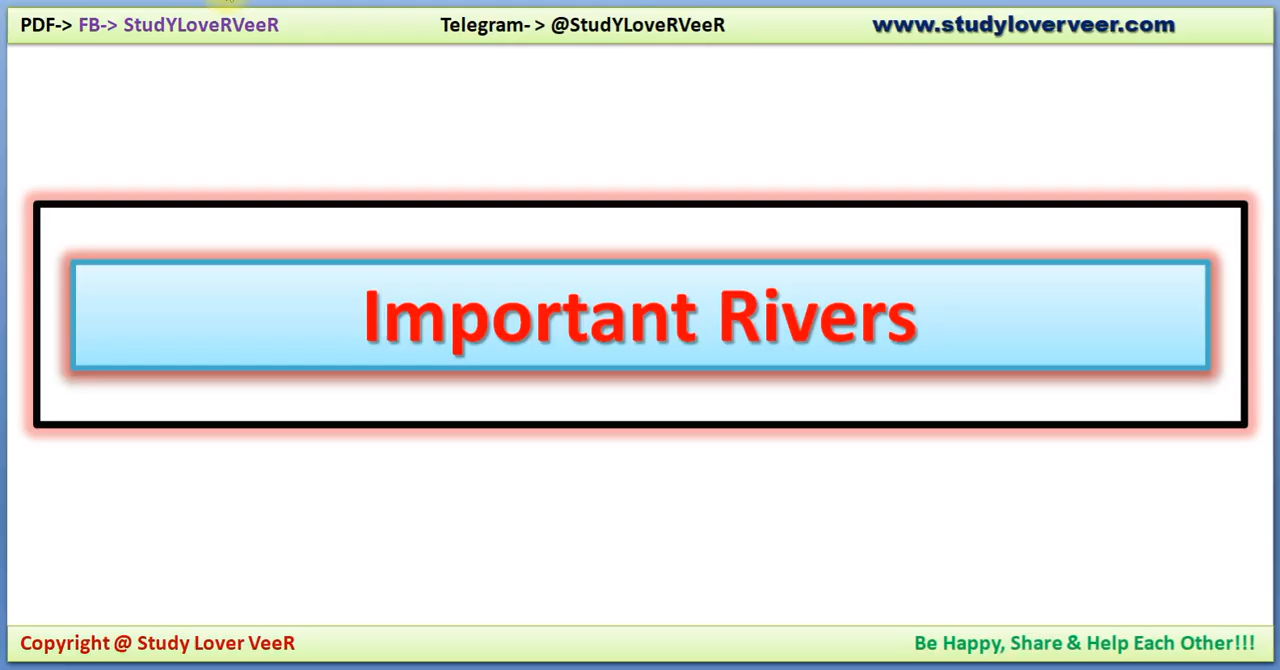 PDF-> FB-> StudYLoveRVeeR Telegram- > @StudYLoveRVeeR www.studyloverveer.com
Important Rivers
Copyright @ Study Lover VeeR Be Happy, Share & Help Each Other!!!